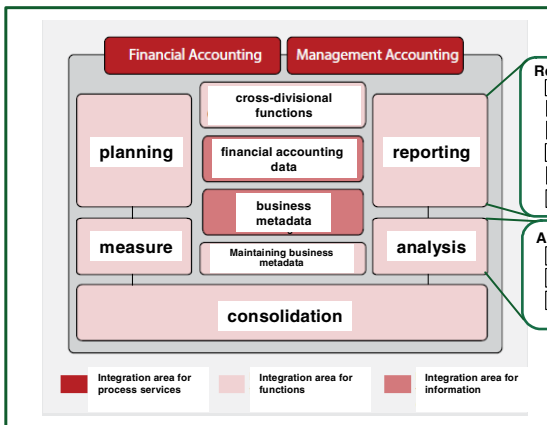 Financial Accounting
Management Accounting
cross-divisional
functions
planning
financial accounting
data
reporting
business
metadata
measure
Maintaining business
metadata
analysis
consolidation
Integration area for
process services
Integration area for
functions
Integration area for
information